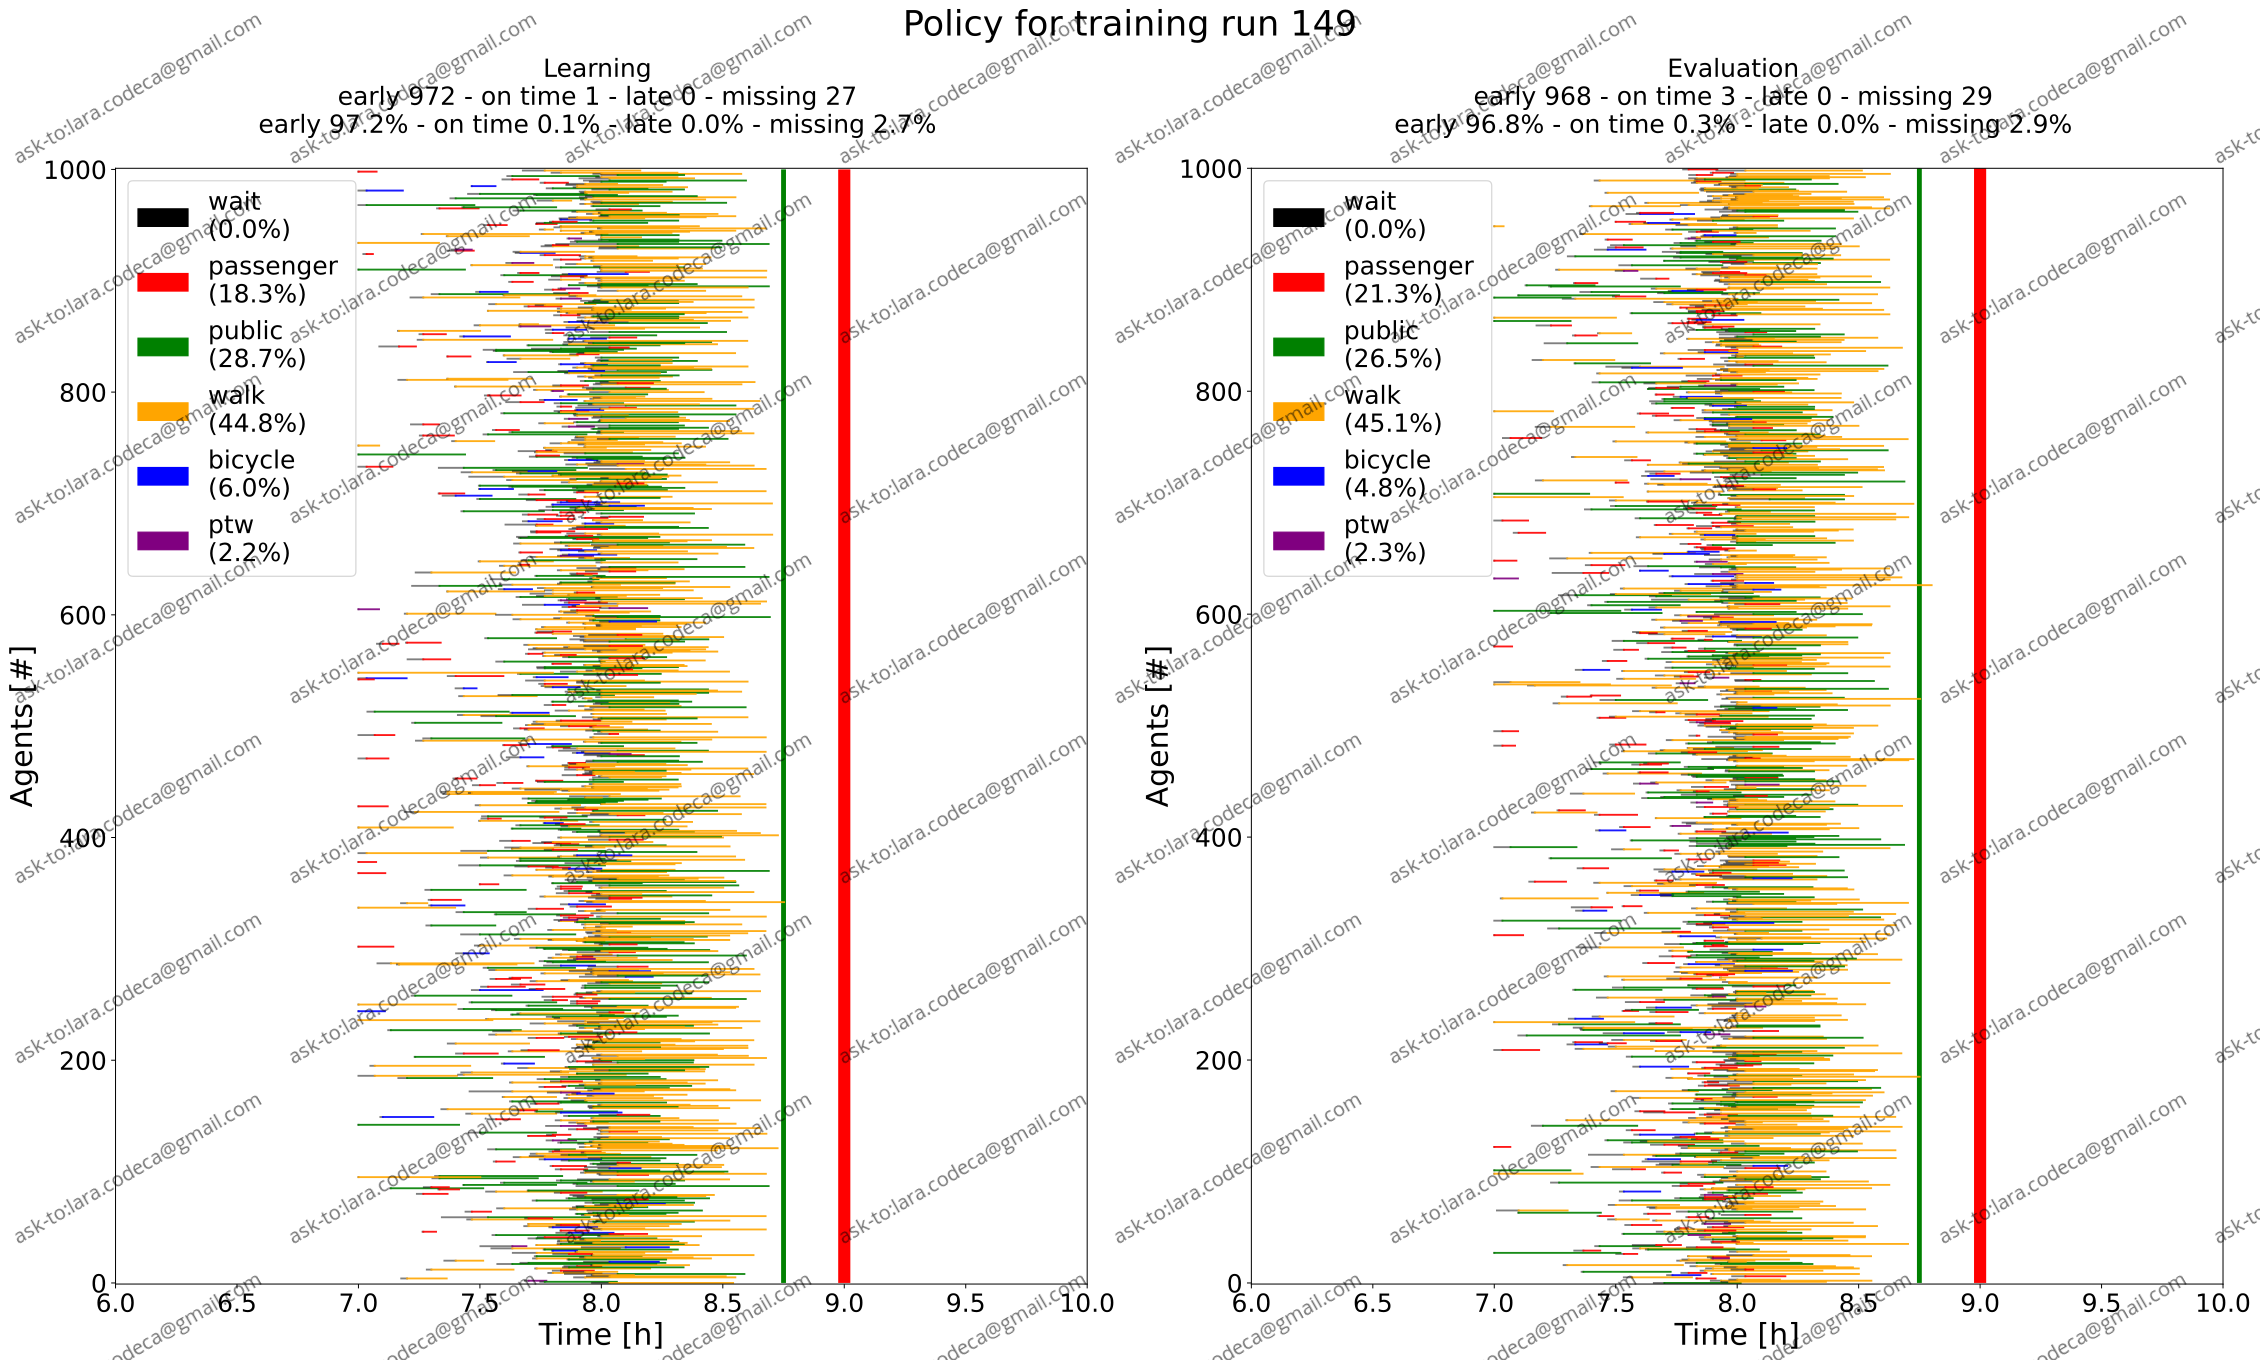 Policy for training run 149
Learning
early 972 - on time 1 - late 0 - missing 27
early 97.2% - on time 0.1% - late 0.0% - missing 2.7%
wait
(0.0%)
passenger
(18.3%)
public
(28.7%)
walk
(44.8%)
bicycle
(6.0%)
ptw
(2.2%)
1000
800
600
400
200
0
Agents [#]
6.0 6.5 7.0 7.5 8.0 8.5 9.0 9.5 10.0
Time [h]
Evaluation
early 968 - on time 3 - late 0 - missing 29
early 96.8% - on time 0.3% - late 0.0% - missing 2.9%
wait
(0.0%)
passenger
(21.3%)
public
(26.5%)
walk
(45.1%)
bicycle
(4.8%)
ptw
(2.3%)
1000
800
600
400
200
0
Agents [#]
6.0 6.5 7.0 7.5 8.0 8.5 9.0 9.5 10.0
Time [h]
ask-to:lara.codeca@gmail.com